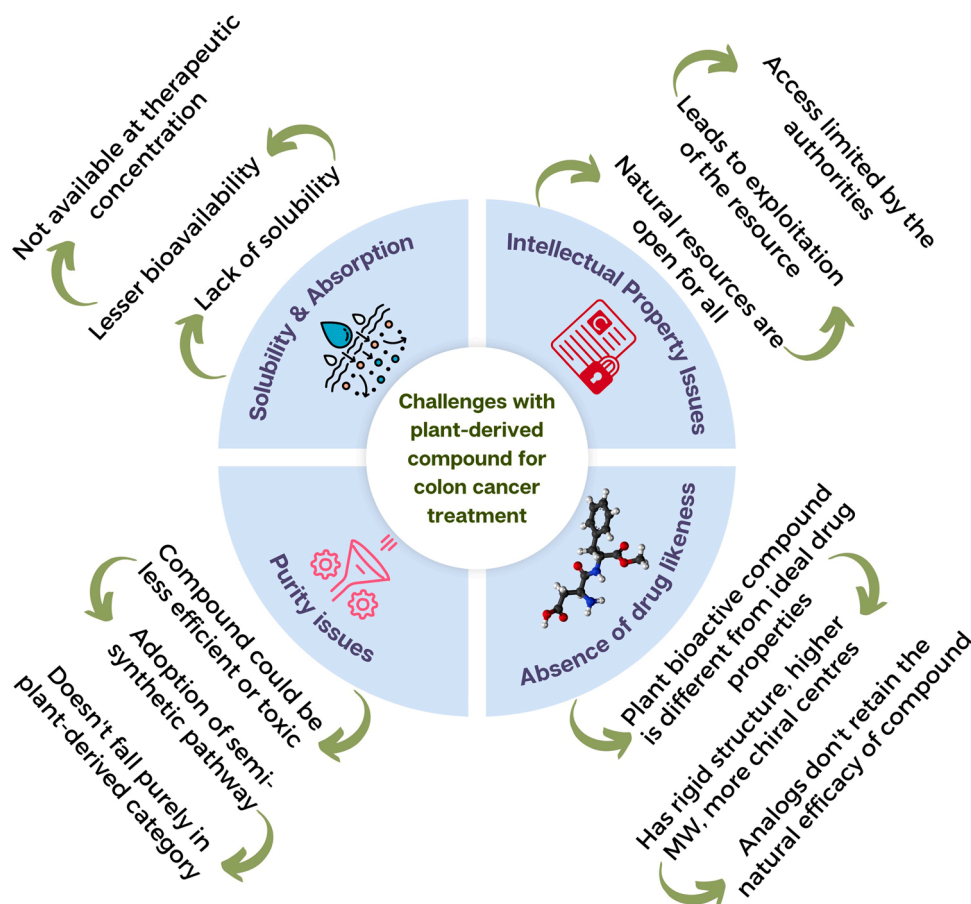 Challenges with
plant-derived
compound for
colon cancer
treatment
Solubility & Absorption
Lack of solubility
Lesser bioavailability
Not available at therapeutic
concentration
Intellectual Property Issues
Natural resources are
open for all
Leads to exploitation
of the resource
Access limited by the
authorities
C
Absence of drug likeness
Plant bioactive compound
is different from ideal drug
properties
Has rigid structure, higher
MW, more chiral centres
Analogs don't retain the
natural efficacy of compound
Purity issues
Compound could be
less efficient or toxic
Adoption of semi-
synthetic pathway
Doesn't fall purely in
plant-derived category